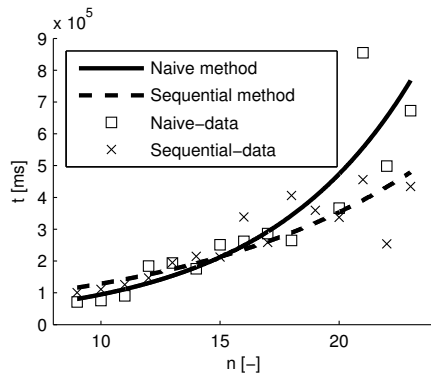 x 10^5
9
8
7
6
5
4
3
2
1
0
t [ms]
Naive method
Sequential method
Naive−data
Sequential−data
10 15 20
n [−]